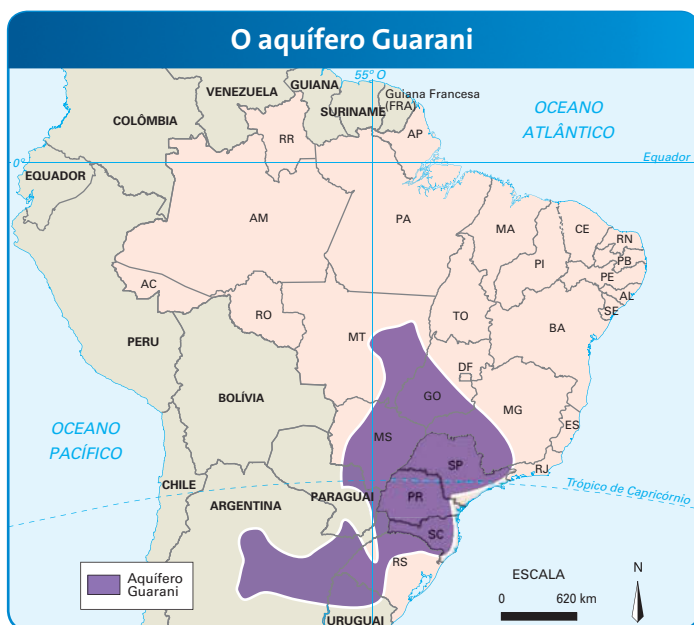 O aquífero Guarani
55° O
VENEZUELA
GUIANA
SURINAME
Guiana Francesa
(FRA)
OCEANO
ATLÂNTICO
COLÔMBIA
RR
AP
0°
Equador
EQUADOR
AM
PA
MA
CE
RN
PB
PI
PE
AL
SE
AC
RO
TO
BA
PERU
MT
DF
BOLÍVIA
GO
MG
ES
OCEANO
PACÍFICO
MS
SP
RJ
CHILE
PARAGUAI
PR
Trópico de Capricórnio
ARGENTINA
SC
RS
Aquífero
Guarani
ESCALA
0 620 km
N
URUGUAI